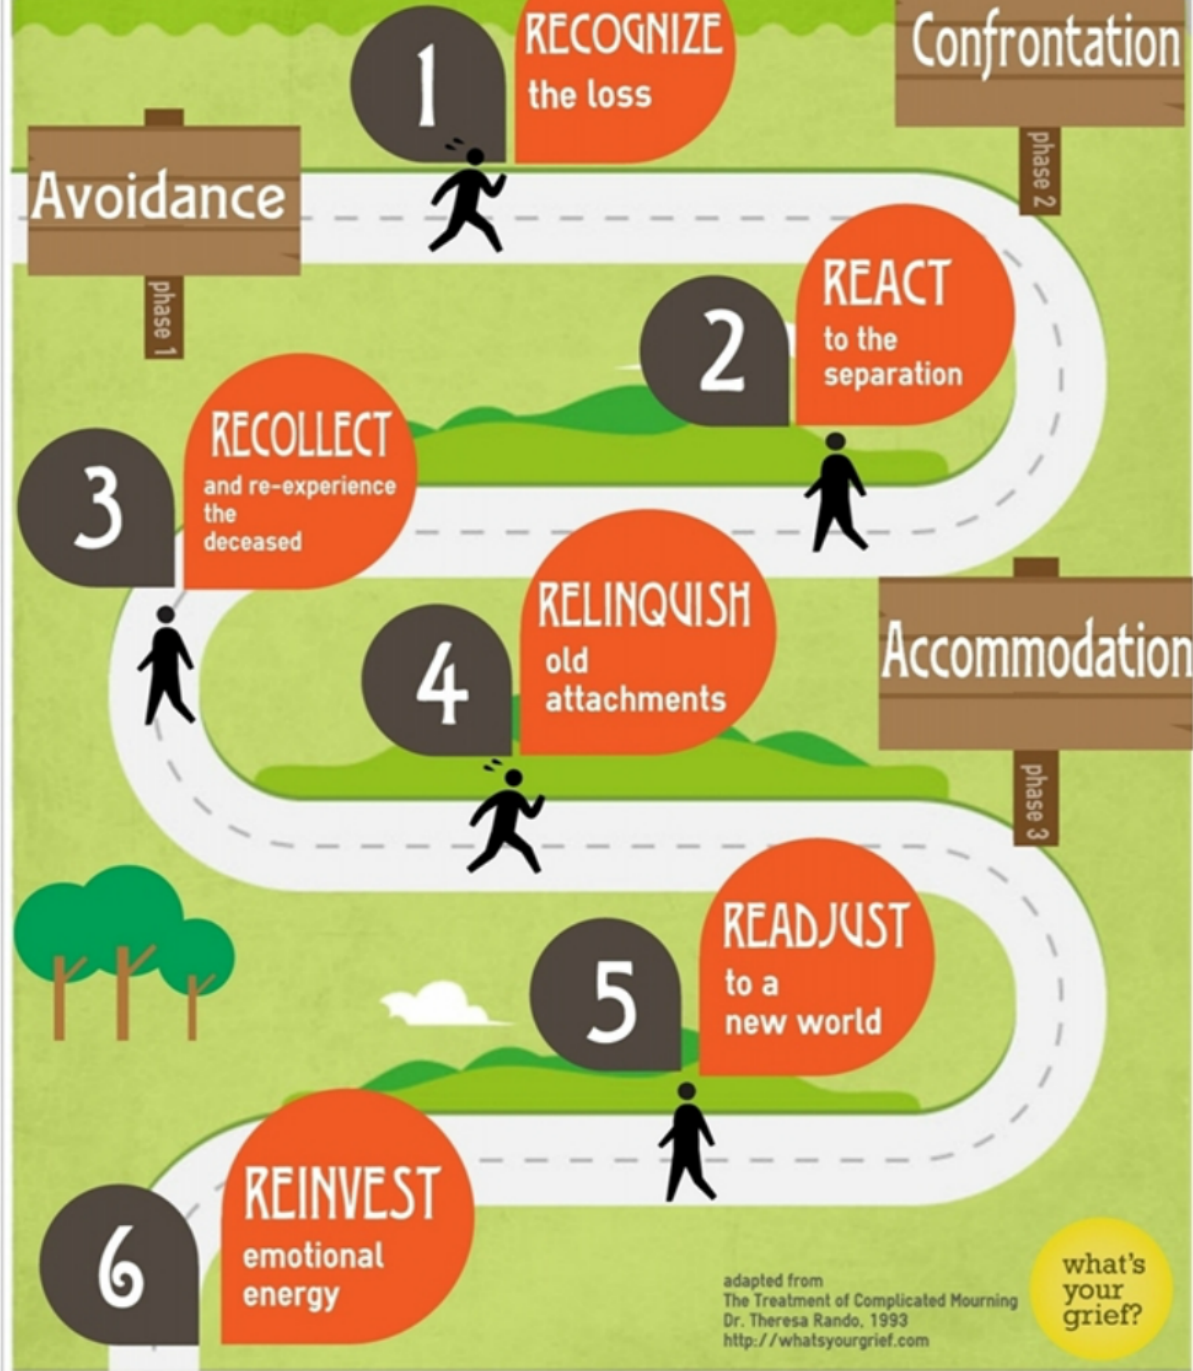 1
RECOGNIZE
the loss
Confrontation
phase 2
Avoidance
phase 1
2
REACT
to the
separation
3
RECOLLECT
and re-experience
the
deceased
4
RELINQUISH
old
attachments
Accommodation
phase 3
5
READJUST
to a
new world
6
REINVEST
emotional
energy
adapted from
The Treatment of Complicated Mourning
Dr. Theresa Rando, 1993
http://whatsyourgrief.com
what's
your
grief?